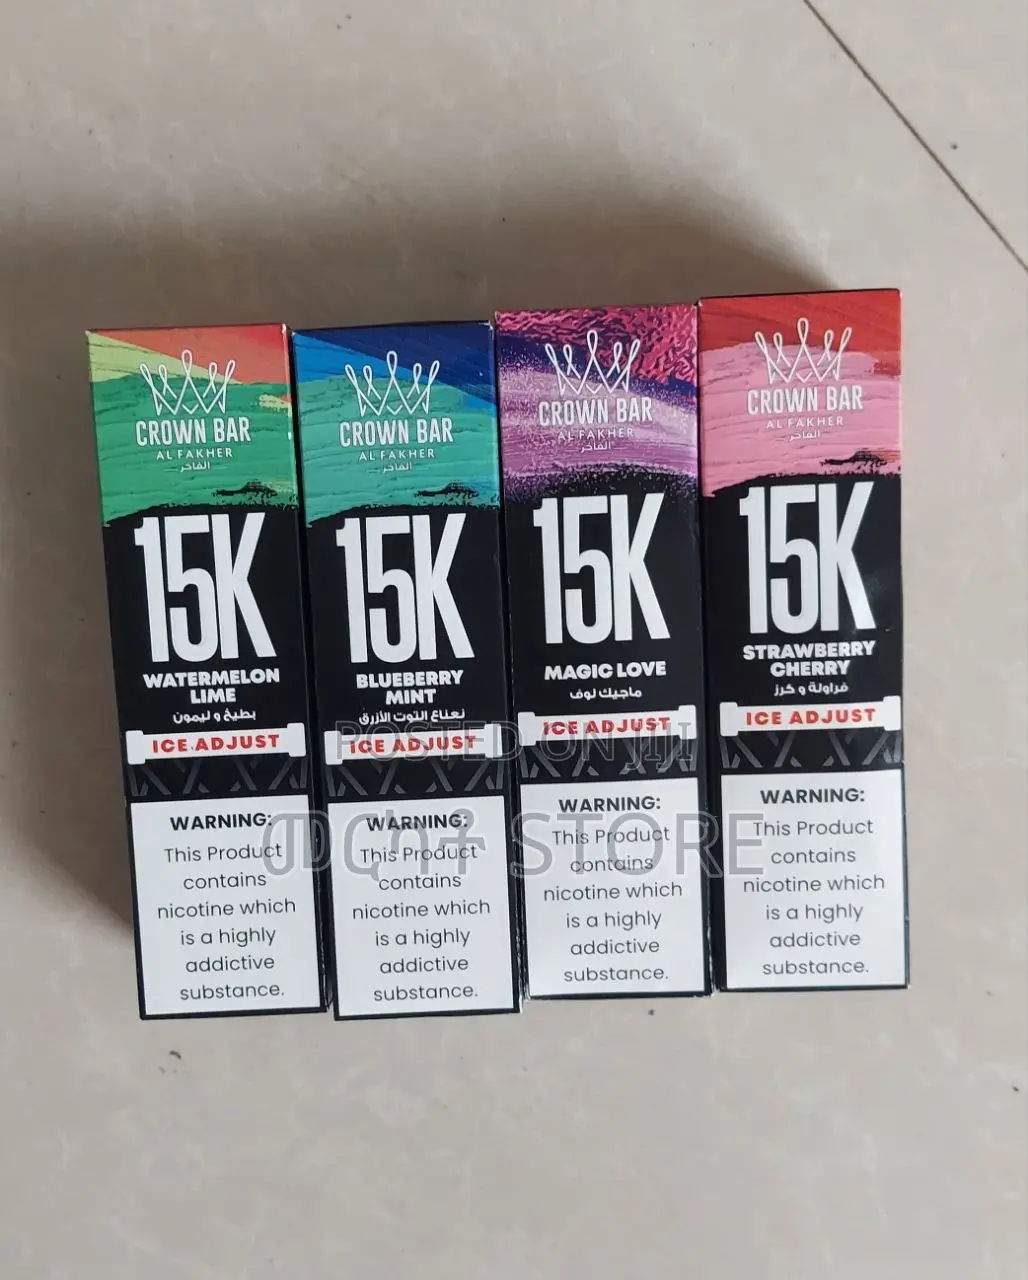 CROWN BAR
AL FAKHER
الفاخر
15K
WATERMELON
LIME
بطيخ و ليمون
ICE ADJUST
WARNING:
This Product
contains
nicotine which
is a highly
addictive
substance.
CROWN BAR
AL FAKHER
الفاخر
15K
BLUEBERRY
MINT
نعناع التوت الأزرق
ICE ADJUST
WARNING:
This Product
contains
nicotine which
is a highly
addictive
substance.
CROWN BAR
AL FAKHER
الفاخر
15K
MAGIC LOVE
ماجيك لوف
ICE ADJUST
WARNING:
This Product
contains
nicotine which
is a highly
addictive
substance.
CROWN BAR
AL FAKHER
الفاخر
15K
STRAWBERRY
CHERRY
فراولة و كرز
ICE ADJUST
WARNING:
This Product
contains
nicotine which
is a highly
addictive
substance.
POSTED ON JIJI
STORE